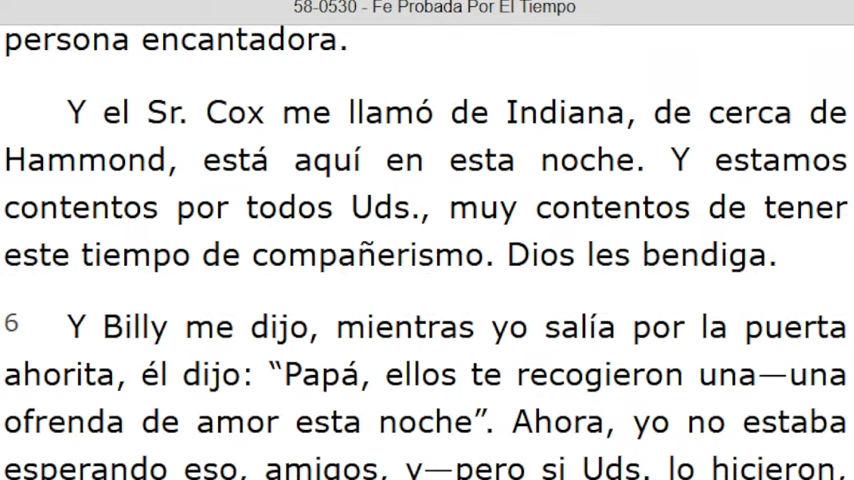 58-0530 - Fe Probada Por El Tiempo
persona encantadora.
Y el Sr. Cox me llamó de Indiana, de cerca de
Hammond, está aquí en esta noche. Y estamos
contentos por todos Uds., muy contentos de tener
este tiempo de compañerismo. Dios les bendiga.
6 Y Billy me dijo, mientras yo salía por la puerta
ahorita, él dijo: “Papá, ellos te recogieron una—una
ofrenda de amor esta noche”. Ahora, yo no estaba
esperando eso, amigos, y—pero si Uds. lo hicieron,